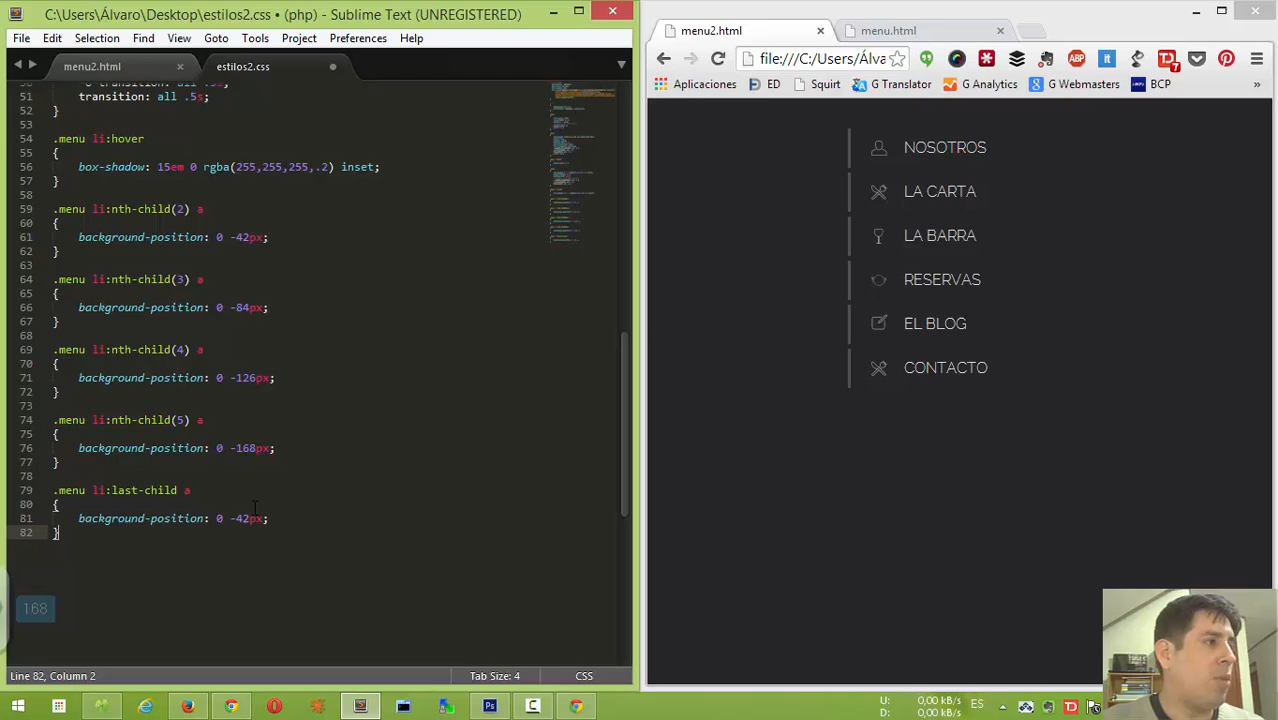 C:\Users\Álvaro\Desktop\estilos2.css • (php) - Sublime Text (UNREGISTERED)
File Edit Selection Find View Goto Tools Project Preferences Help
menu2.html × estilos2.css
51 transition: all .5s;
52 }
53
54 .menu li:hover
55 {
56 box-shadow: 15em 0 rgba(255,255,255,.2) inset;
57 }
58
59 .menu li:nth-child(2) a
60 {
61 background-position: 0 -42px;
62 }
63
64 .menu li:nth-child(3) a
65 {
66 background-position: 0 -84px;
67 }
68
69 .menu li:nth-child(4) a
70 {
71 background-position: 0 -126px;
72 }
73
74 .menu li:nth-child(5) a
75 {
76 background-position: 0 -168px;
77 }
78
79 .menu li:last-child a
80 {
81 background-position: 0 -42px;
82 }
168
Line 82, Column 2 Tab Size: 4 CSS
menu2.html × menu.html ×
file:///C:/Users/Álva
ABP it 7
Aplicaciones ED Squirt G Translator G Analytics G Webmasters BCP »
NOSOTROS
LA CARTA
LA BARRA
RESERVAS
EL BLOG
CONTACTO
U: 0,00 kB/s
D: 0,00 kB/s
ES